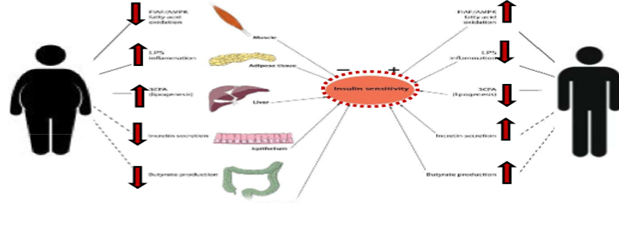 FIAF/AMPK
fatty acid
oxidation
LPS
inflammation
SCFA
(lipogenesis)
Incretin secretion
Butyrate production
Muscle
Adipose tissue
Liver
Epithelium
− +
Insulin sensitivity
FIAF/AMPK
fatty acid
oxidation
LPS
inflammation
SCFA
(lipogenesis)
Incretin secretion
Butyrate production